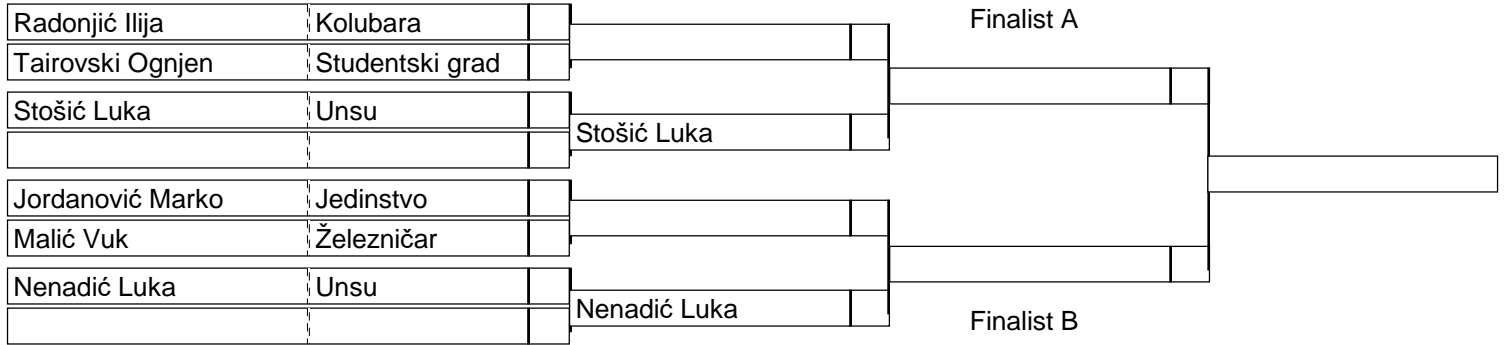 Radonjić Ilija Kolubara
Tairovski Ognjen Studentski grad
Stošić Luka Unsu
Jordanović Marko Jedinstvo
Malić Vuk Železničar
Nenadić Luka Unsu
Stošić Luka
Nenadić Luka
Finalist A
Finalist B